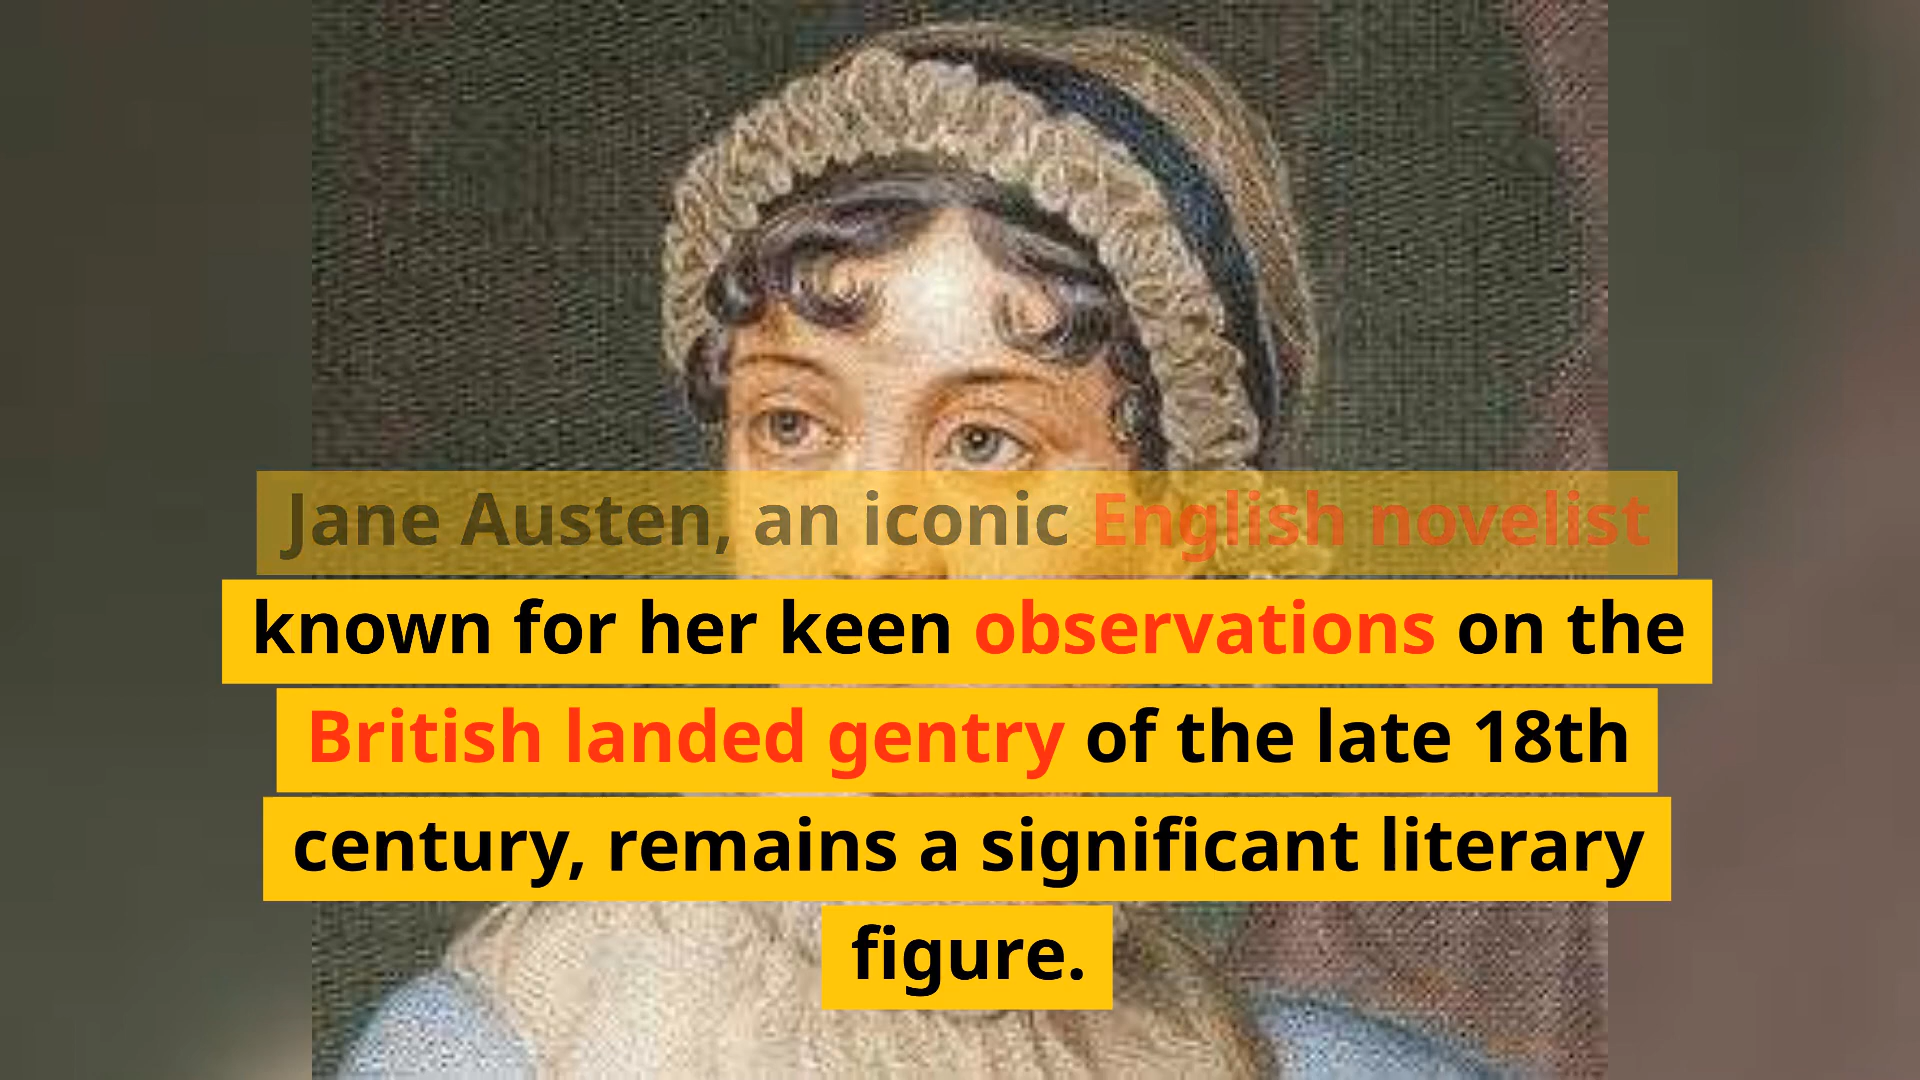 Jane Austen, an iconic English novelist
known for her keen observations on the
British landed gentry of the late 18th
century, remains a significant literary
figure.